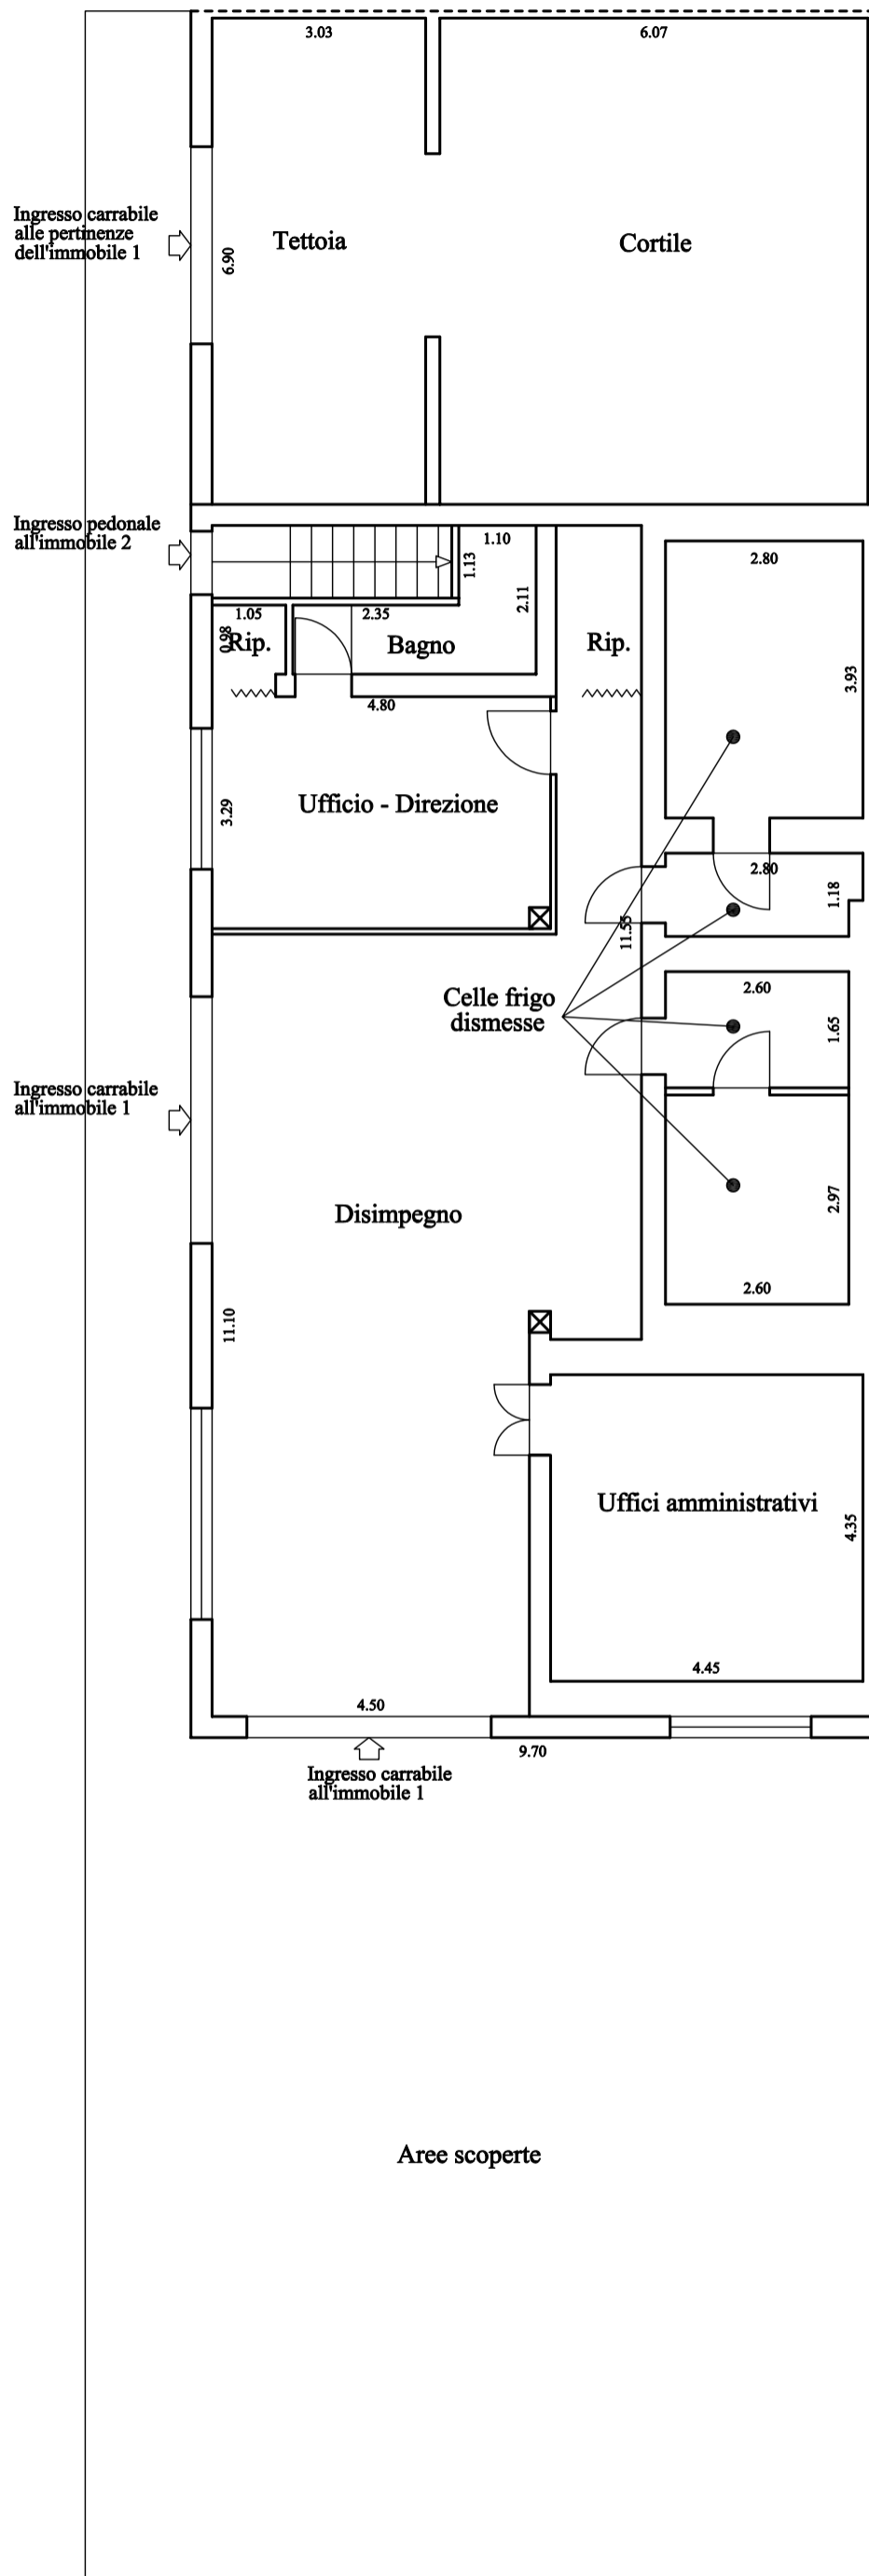 3.03
6.07
Ingresso carrabile
alle pertinenze
dell'immobile 1
6.90
Tettoia
Cortile
Ingresso pedonale
all'immobile 2
1.10
1.13
2.11
2.80
1.05
2.35
0.98
Rip.
Bagno
Rip.
3.93
4.80
3.29
Ufficio - Direzione
2.80
1.18
11.55
Celle frigo
dismesse
2.60
1.65
Ingresso carrabile
all'immobile 1
2.97
Disimpegno
2.60
11.10
Uffici amministrativi
4.35
4.45
4.50
9.70
Ingresso carrabile
all'immobile 1
Aree scoperte